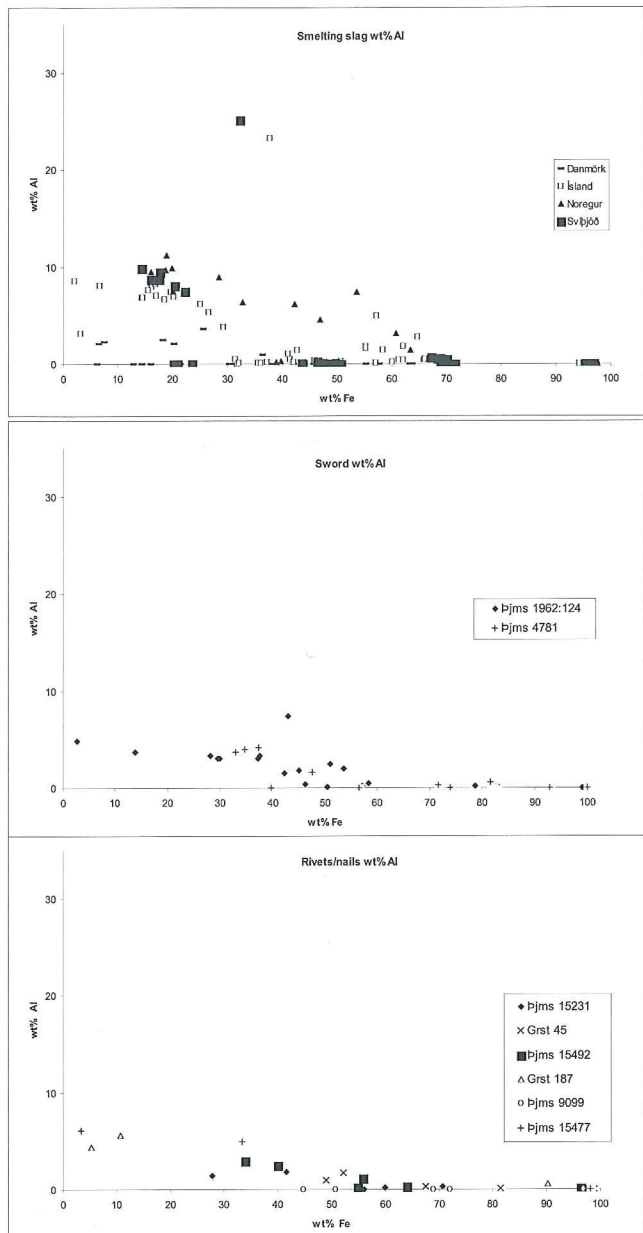 Smelting slag wt%Al
30
20
10
0
0 10 20 30 40 50 60 70 80 90 100
wt% Al
wt%Fe
Danmörk
Ísland
Noregur
Svíþjóð
Sword wt%Al
30
20
10
0
0 10 20 30 40 50 60 70 80 90 100
wt% Al
wt% Fe
Þjms 1962:124
Þjms 4781
Rivets/nails wt%Al
30
20
10
0
0 10 20 30 40 50 60 70 80 90 100
wt% Al
wt% Fe
Þjms 15231
Grst 45
Þjms 15492
Grst 187
Þjms 9099
Þjms 15477